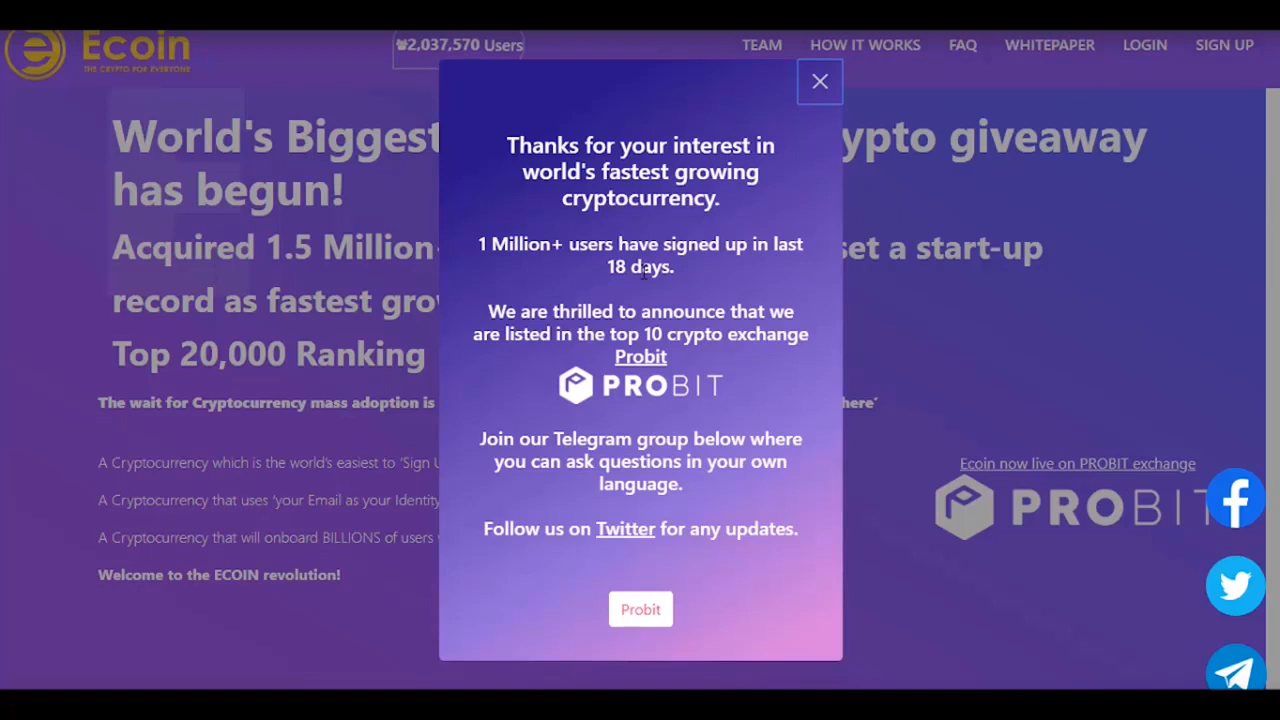 Ecoin
THE CRYPTO FOR EVERYONE
2,037,570 Users
TEAM
HOW IT WORKS
FAQ
WHITEPAPER
LOGIN
SIGN UP
World's Biggest
ypto giveaway
has begun!
Acquired 1.5 Million
set a start-up
record as fastest gro
Top 20,000 Ranking
The wait for Cryptocurrency mass adoption is
here'
A Cryptocurrency which is the world's easiest to 'Sign U
A Cryptocurrency that uses 'your Email as your Identity
A Cryptocurrency that will onboard BILLIONS of users
Welcome to the ECOIN revolution!
Thanks for your interest in
world's fastest growing
cryptocurrency.
1 Million+ users have signed up in last
18 days.
We are thrilled to announce that we
are listed in the top 10 crypto exchange
Probit
PROBIT
Join our Telegram group below where
you can ask questions in your own
language.
Follow us on Twitter for any updates.
Probit
Ecoin now live on PROBIT exchange
PROBIT